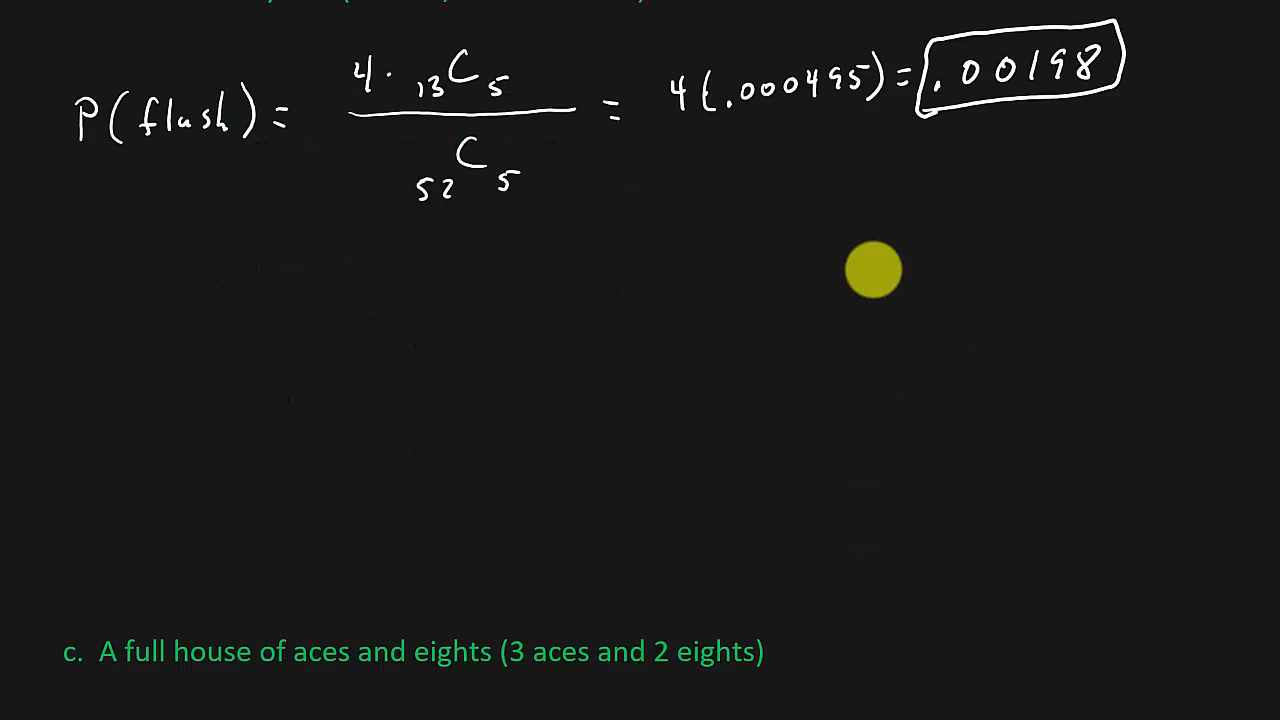 P(flush) = 4 · 13C5 / 52C5 = 4(.000495) = .00198
c. A full house of aces and eights (3 aces and 2 eights)